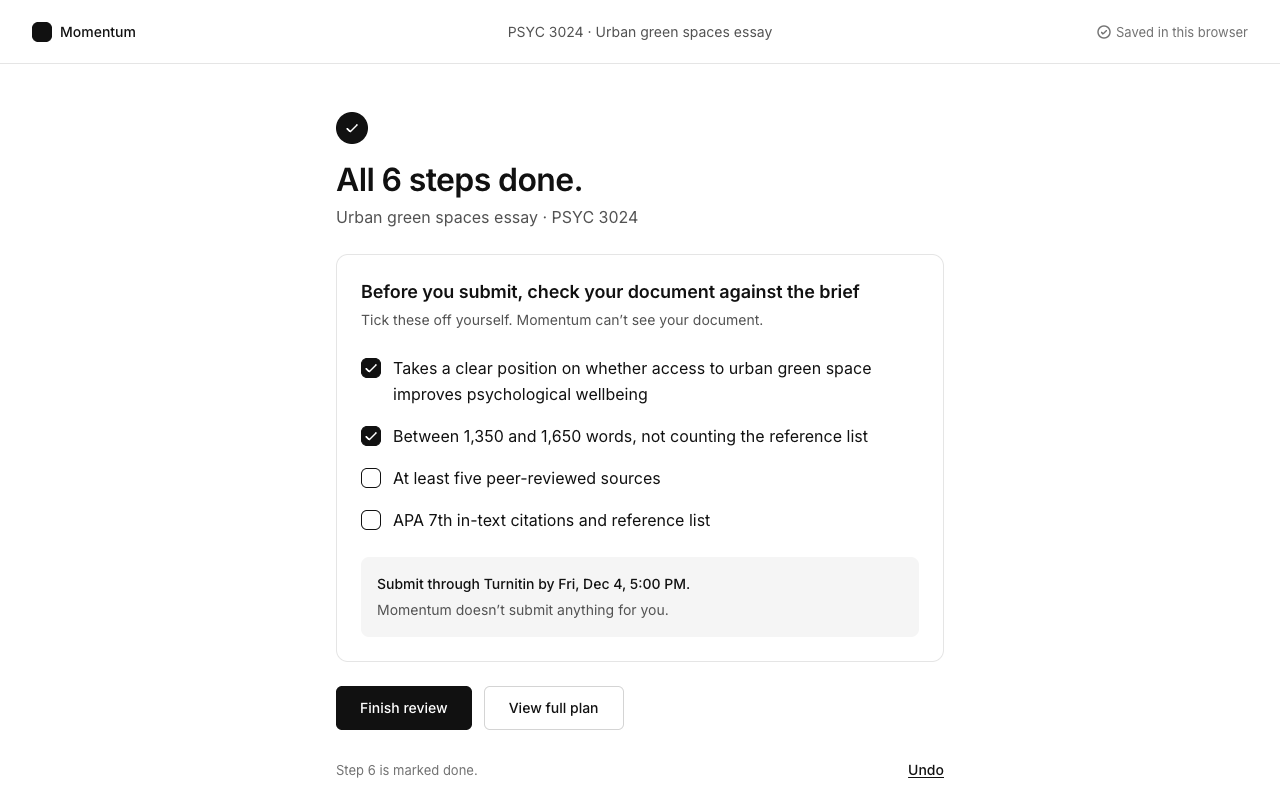 Momentum
PSYC 3024 · Urban green spaces essay
Saved in this browser
All 6 steps done.
Urban green spaces essay · PSYC 3024
Before you submit, check your document against the brief
Tick these off yourself. Momentum can’t see your document.
Takes a clear position on whether access to urban green space
improves psychological wellbeing
Between 1,350 and 1,650 words, not counting the reference list
At least five peer-reviewed sources
APA 7th in-text citations and reference list
Submit through Turnitin by Fri, Dec 4, 5:00 PM.
Momentum doesn’t submit anything for you.
Finish review
View full plan
Step 6 is marked done.
Undo